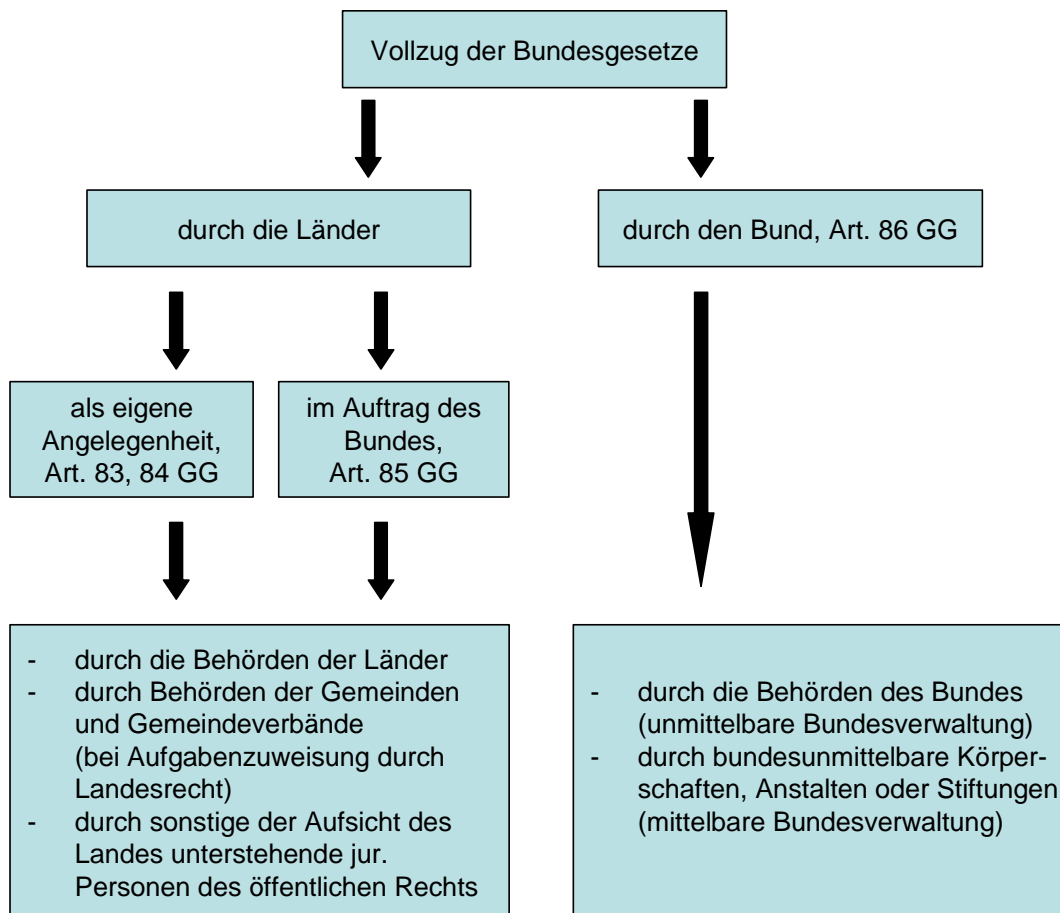 Vollzug der Bundesgesetze
durch die Länder
durch den Bund, Art. 86 GG
als eigene
Angelegenheit,
Art. 83, 84 GG
im Auftrag des
Bundes,
Art. 85 GG
- durch die Behörden der Länder
- durch Behörden der Gemeinden
und Gemeindeverbände
(bei Aufgabenzuweisung durch
Landesrecht)
- durch sonstige der Aufsicht des
Landes unterstehende jur.
Personen des öffentlichen Rechts
- durch die Behörden des Bundes
(unmittelbare Bundesverwaltung)
- durch bundesunmittelbare Körper-
schaften, Anstalten oder Stiftungen
(mittelbare Bundesverwaltung)